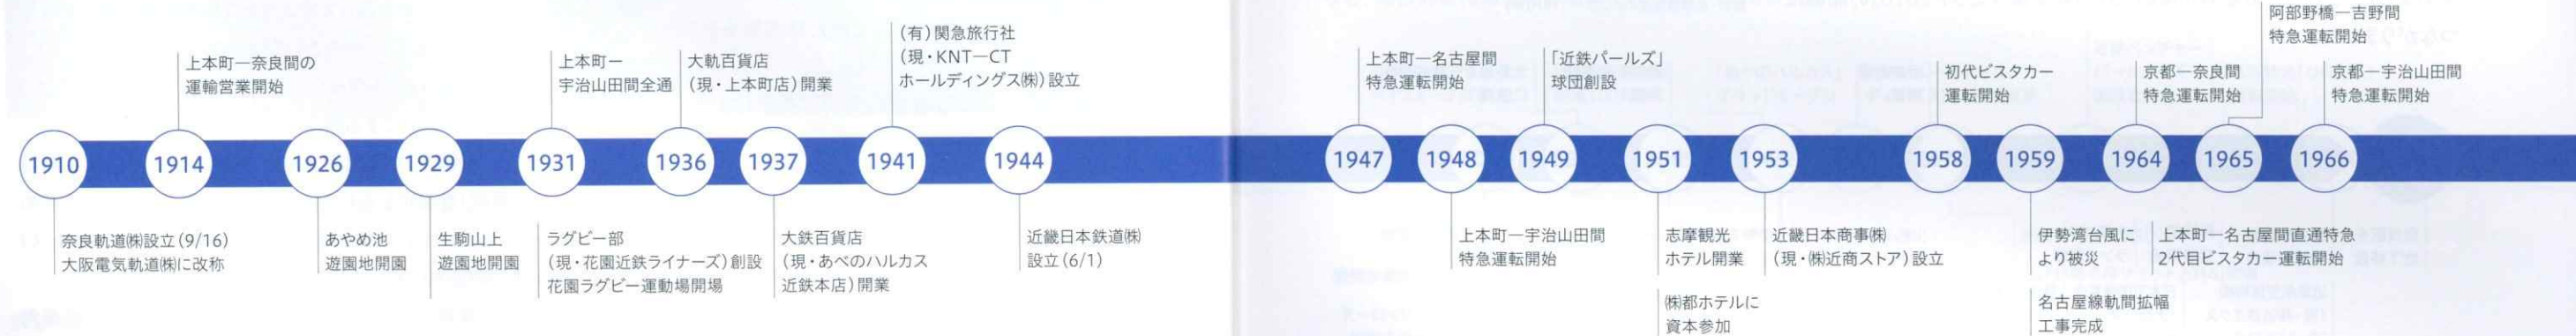 上本町―奈良間の
運輸営業開始
上本町ー
宇治山田間全通
大軌百貨店
(現・上本町店)開業
(有)関急旅行社
(現・KNT―CT
ホールディングス㈱)設立
1910
1914
1926
1929
1931
1936
1937
1941
1944
奈良軌道㈱設立(9/16)
大阪電気軌道㈱に改称
あやめ池
遊園地開園
生駒山上
遊園地開園
ラグビー部
(現・花園近鉄ライナーズ)創設
花園ラグビー運動場開場
大鉄百貨店
(現・あべのハルカス
近鉄本店)開業
近畿日本鉄道㈱
設立(6/1)
上本町―名古屋間
特急運転開始
「近鉄パールズ」
球団創設
初代ビスタカー
運転開始
京都―奈良間
特急運転開始
阿部野橋―吉野間
特急運転開始
京都―宇治山田間
特急運転開始
1947
1948
1949
1951
1953
1958
1959
1964
1965
1966
上本町―宇治山田間
特急運転開始
志摩観光
ホテル開業
㈱都ホテルに
資本参加
近畿日本商事㈱
(現・㈱近商ストア)設立
伊勢湾台風に
より被災
名古屋線軌間拡幅
工事完成
上本町―名古屋間直通特急
2代目ビスタカー運転開始